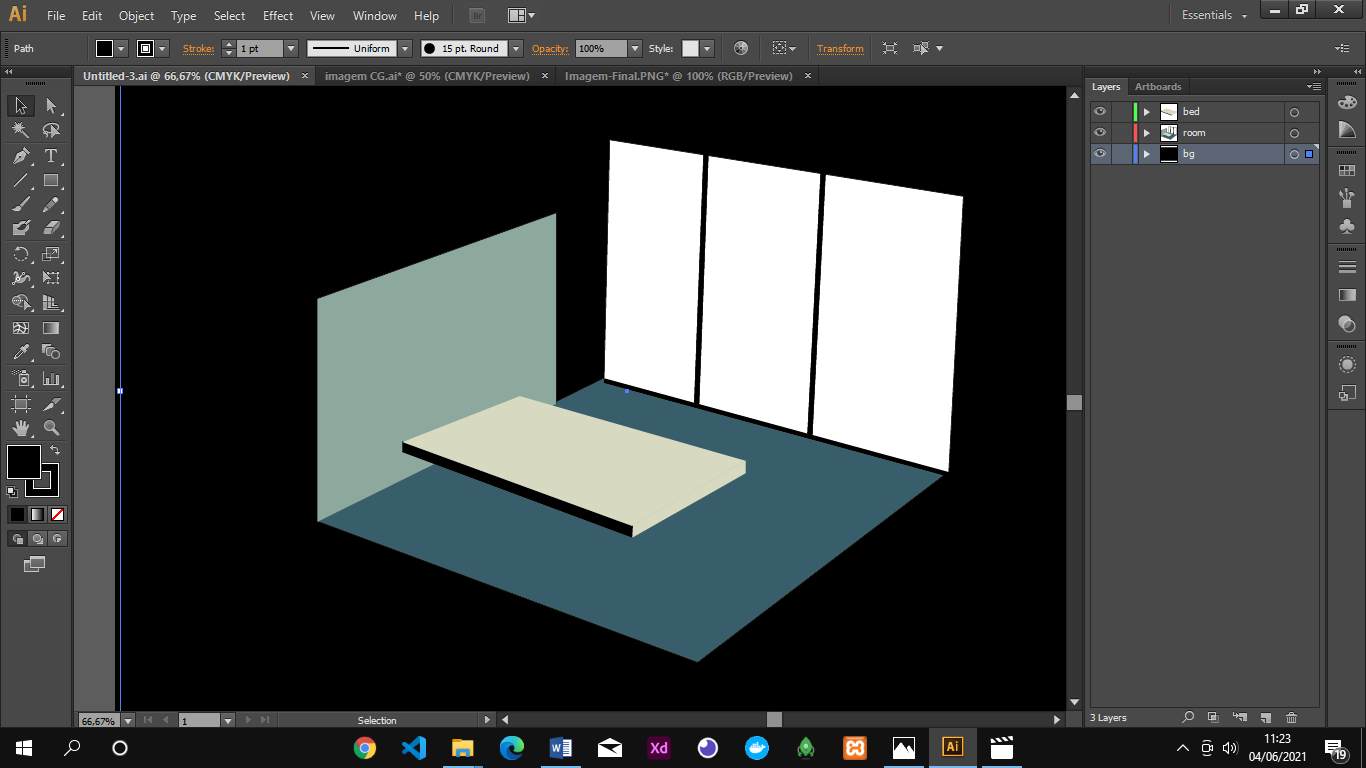 Ai File Edit Object Type Select Effect View Window Help Br Essentials
Path Stroke: 1 pt Uniform 15 pt. Round Opacity: 100% Style: Transform
Untitled-3.ai @ 66,67% (CMYK/Preview) × imagem CG.ai* @ 50% (CMYK/Preview) × Imagem-Final.PNG* @ 100% (RGB/Preview) ×
Layers Artboards
bed
room
bg
66,67% 1 Selection
3 Layers
Xd Ai
11:23
04/06/2021
19